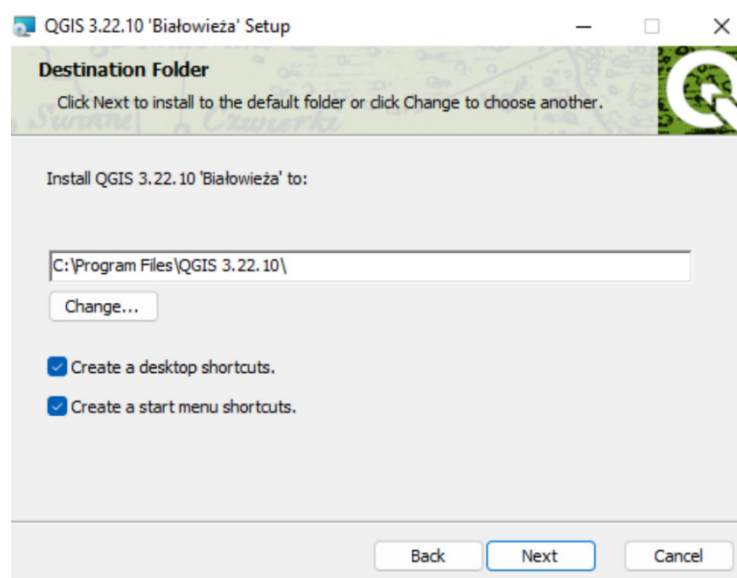 QGIS 3.22.10 'Białowieża' Setup
Destination Folder
Click Next to install to the default folder or click Change to choose another.
Swinne Czwiorki
Install QGIS 3.22.10 'Białowieża' to:
C:\Program Files\QGIS 3.22.10\
Change...
Create a desktop shortcuts.
Create a start menu shortcuts.
Back Next Cancel